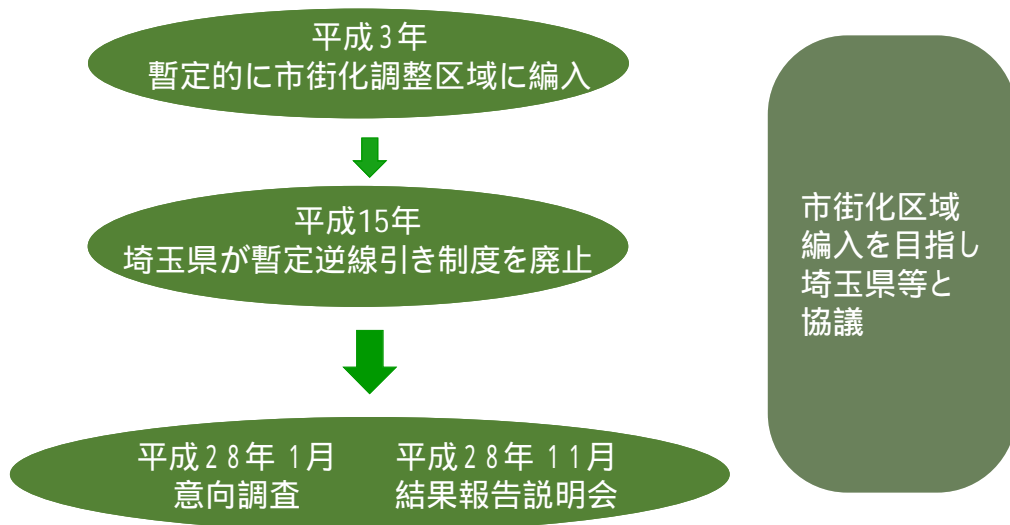 平成3年
暫定的に市街化調整区域に編入
平成15年
埼玉県が暫定逆線引き制度を廃止
平成28年 1月
意向調査
平成28年 11月
結果報告説明会
市街化区域
編入を目指し
埼玉県等と
協議